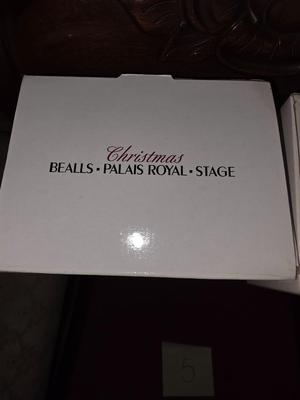 Christmas
BEALLS • PALAIS ROYAL • STAGE
5